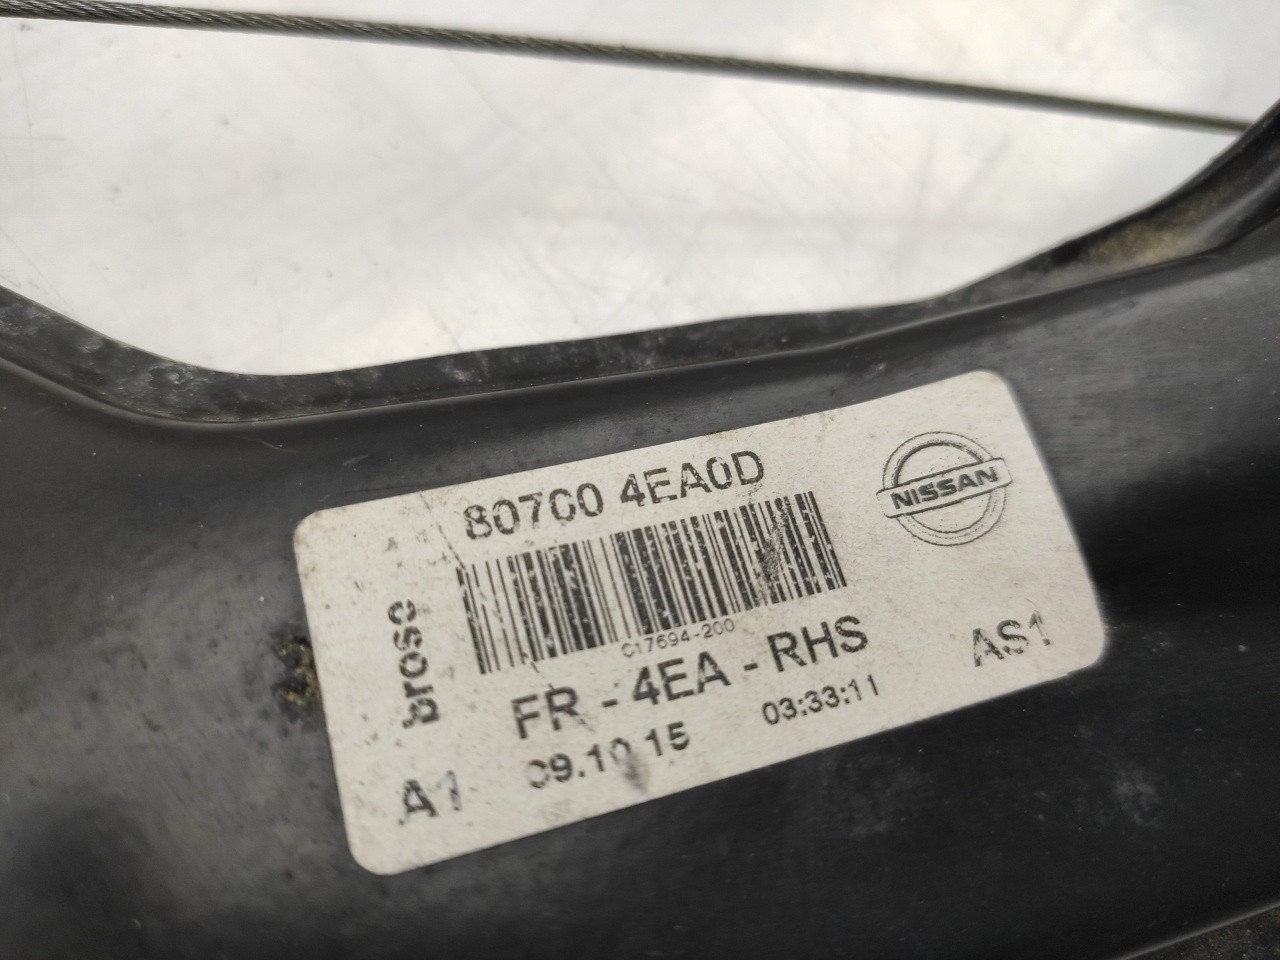 80700 4EA0D
NISSAN
brose
C17694-200
FR - 4EA - RHS
AS1
A1
09.10.15
03:33:11